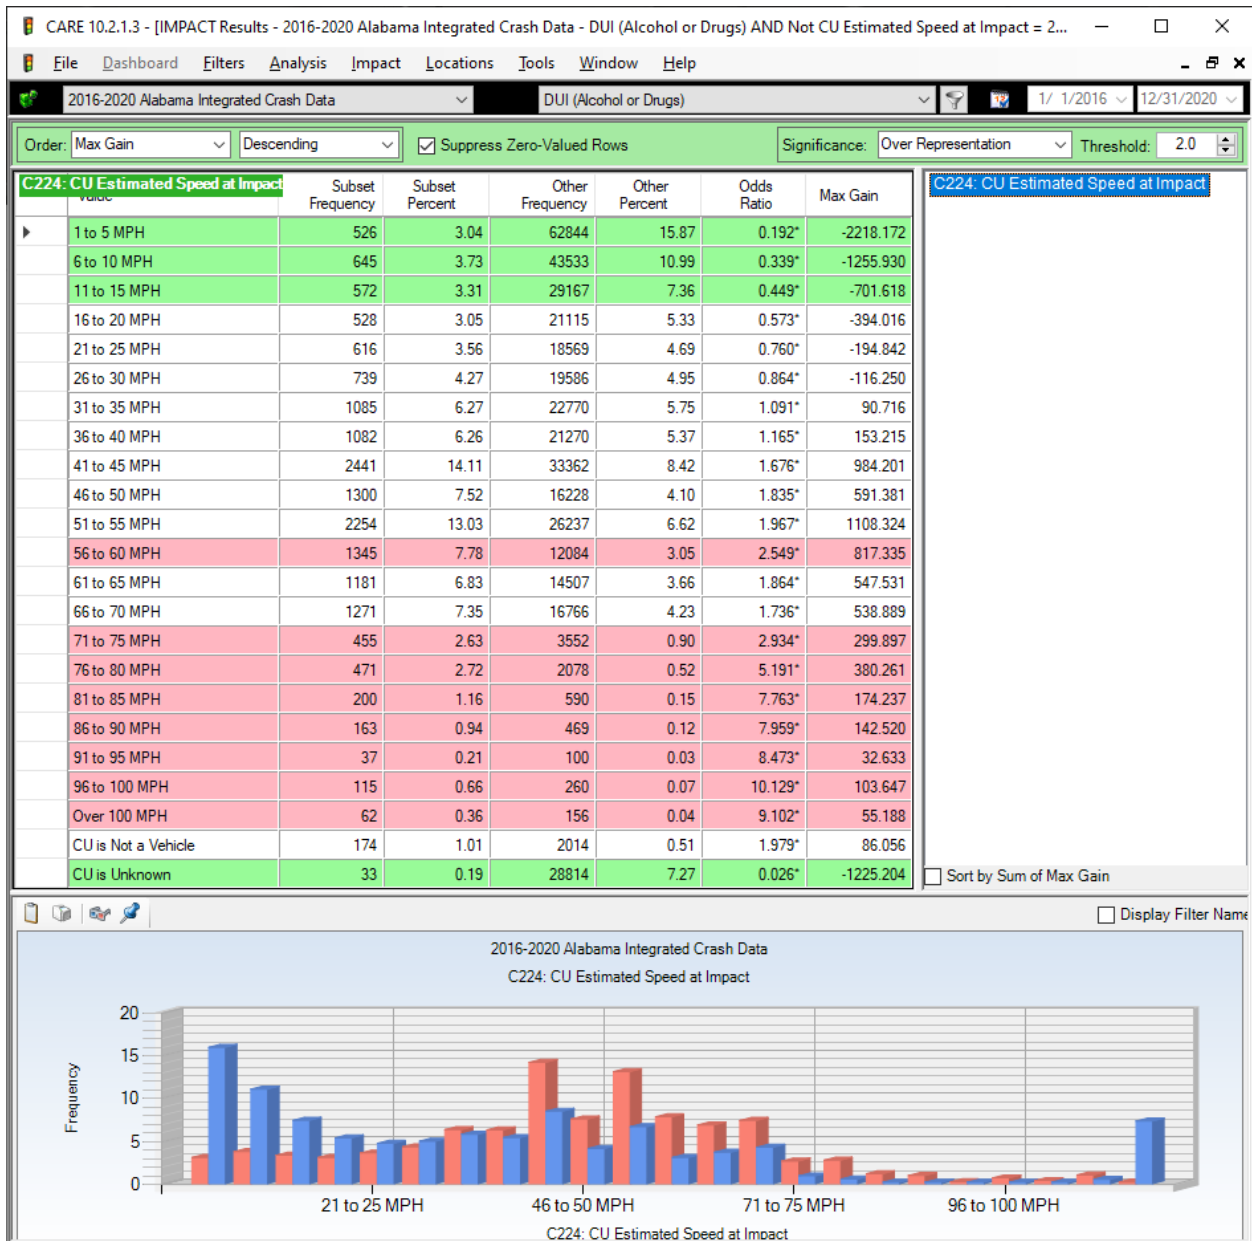 CARE 10.2.1.3 - [IMPACT Results - 2016-2020 Alabama Integrated Crash Data - DUI (Alcohol or Drugs) AND Not CU Estimated Speed at Impact = 2...
File Dashboard Filters Analysis Impact Locations Tools Window Help
2016-2020 Alabama Integrated Crash Data DUI (Alcohol or Drugs) 1/ 1/2016 12/31/2020
Order: Max Gain Descending Suppress Zero-Valued Rows Significance: Over Representation Threshold: 2.0
C224: CU Estimated Speed at Impact Subset Frequency Subset Percent Other Frequency Other Percent Odds Ratio Max Gain C224: CU Estimated Speed at Impact
1 to 5 MPH 526 3.04 62844 15.87 0.192* -2218.172
6 to 10 MPH 645 3.73 43533 10.99 0.339* -1255.930
11 to 15 MPH 572 3.31 29167 7.36 0.449* -701.618
16 to 20 MPH 528 3.05 21115 5.33 0.573* -394.016
21 to 25 MPH 616 3.56 18569 4.69 0.760* -194.842
26 to 30 MPH 739 4.27 19586 4.95 0.864* -116.250
31 to 35 MPH 1085 6.27 22770 5.75 1.091* 90.716
36 to 40 MPH 1082 6.26 21270 5.37 1.165* 153.215
41 to 45 MPH 2441 14.11 33362 8.42 1.676* 984.201
46 to 50 MPH 1300 7.52 16228 4.10 1.835* 591.381
51 to 55 MPH 2254 13.03 26237 6.62 1.967* 1108.324
56 to 60 MPH 1345 7.78 12084 3.05 2.549* 817.335
61 to 65 MPH 1181 6.83 14507 3.66 1.864* 547.531
66 to 70 MPH 1271 7.35 16766 4.23 1.736* 538.889
71 to 75 MPH 455 2.63 3552 0.90 2.934* 299.897
76 to 80 MPH 471 2.72 2078 0.52 5.191* 380.261
81 to 85 MPH 200 1.16 590 0.15 7.763* 174.237
86 to 90 MPH 163 0.94 469 0.12 7.959* 142.520
91 to 95 MPH 37 0.21 100 0.03 8.473* 32.633
96 to 100 MPH 115 0.66 260 0.07 10.129* 103.647
Over 100 MPH 62 0.36 156 0.04 9.102* 55.188
CU is Not a Vehicle 174 1.01 2014 0.51 1.979* 86.056
CU is Unknown 33 0.19 28814 7.27 0.026* -1225.204
Sort by Sum of Max Gain
Display Filter Name
2016-2020 Alabama Integrated Crash Data
C224: CU Estimated Speed at Impact
Frequency
20
15
10
5
0
21 to 25 MPH 46 to 50 MPH 71 to 75 MPH 96 to 100 MPH
C224: CU Estimated Speed at Impact